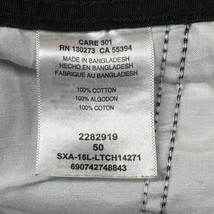 CARE 301
RN 130273 CA 55394
MADE IN BANGLADESH
HECHO EN BANGLADESH
FABRIQUE AU BANGLADESH
100% COTTON
100% ALGODON
100% COTON
2282919
50
SXA-16L-LTCH14271
690742748843